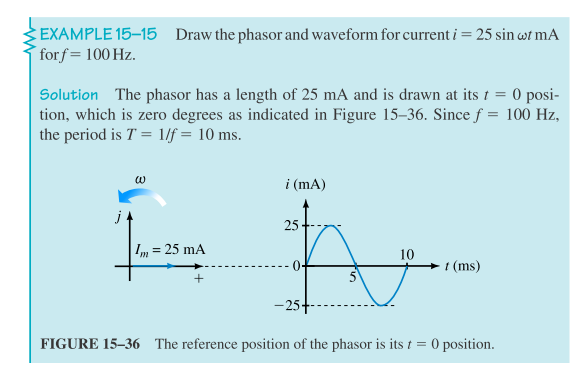 EXAMPLE 15–15 Draw the phasor and waveform for current i = 25 sin ωt mA
for f = 100 Hz.
Solution The phasor has a length of 25 mA and is drawn at its t = 0 posi-
tion, which is zero degrees as indicated in Figure 15–36. Since f = 100 Hz,
the period is T = 1/f = 10 ms.
ω
i (mA)
j
25
Im = 25 mA
10
0
t (ms)
+
5
−25
FIGURE 15–36 The reference position of the phasor is its t = 0 position.